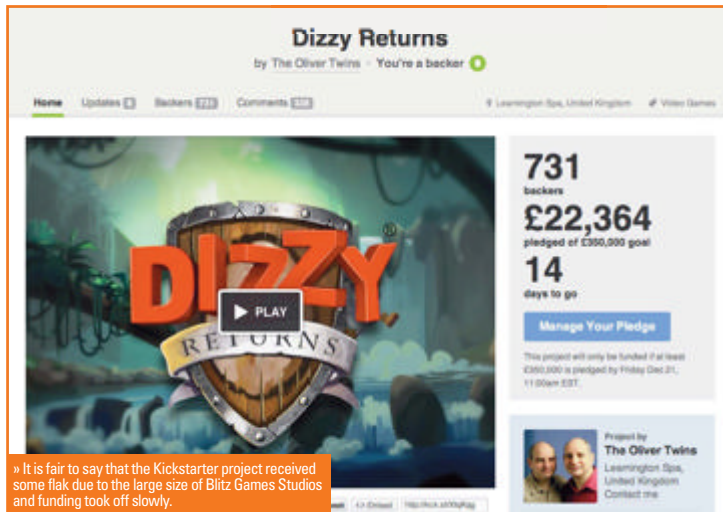 Dizzy Returns
by The Oliver Twins · You're a backer
Home Updates Backers 731 Comments
Leamington Spa, United Kingdom Video Games
DIZZY®
RETURNS
PLAY
731
backers
£22,364
pledged of £350,000 goal
14
days to go
Manage Your Pledge
This project will only be funded if at least
£350,000 is pledged by Friday Dec 21,
11:00am EST.
Project by
The Oliver Twins
Leamington Spa,
United Kingdom
Contact me
» It is fair to say that the Kickstarter project received
some flak due to the large size of Blitz Games Studios
and funding took off slowly.
Embed